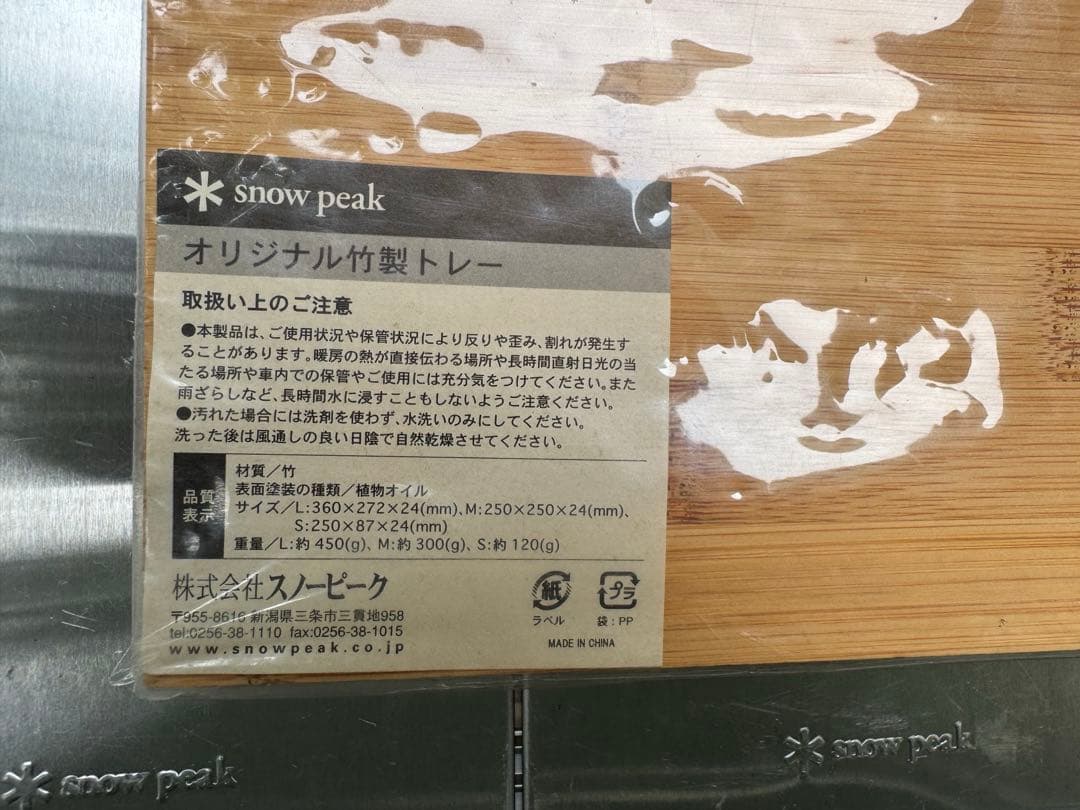 snow peak
オリジナル竹製トレー
取扱い上のご注意
●本製品は、ご使用状況や保管状況により反りや歪み、割れが発生す
ることがあります。暖房の熱が直接伝わる場所や長時間直射日光の当
たる場所や車内での保管やご使用には充分気をつけてください。また
雨ざらしなど、長時間水に浸すこともしないようご注意ください。
●汚れた場合には洗剤を使わず、水洗いのみにしてください。
洗った後は風通しの良い日陰で自然乾燥させてください。
品質
表示
材質／竹
表面塗装の種類／植物オイル
サイズ／L:360×272×24(mm)、M:250×250×24(mm)、
S:250×87×24(mm)
重量／L:約450(g)、M:約300(g)、S:約120(g)
株式会社スノーピーク
〒955-8616 新潟県三条市三貫地958
tel:0256-38-1110 fax:0256-38-1015
www.snowpeak.co.jp
紙
ラベル
プラ
袋：PP
MADE IN CHINA
snow peak
snow peak